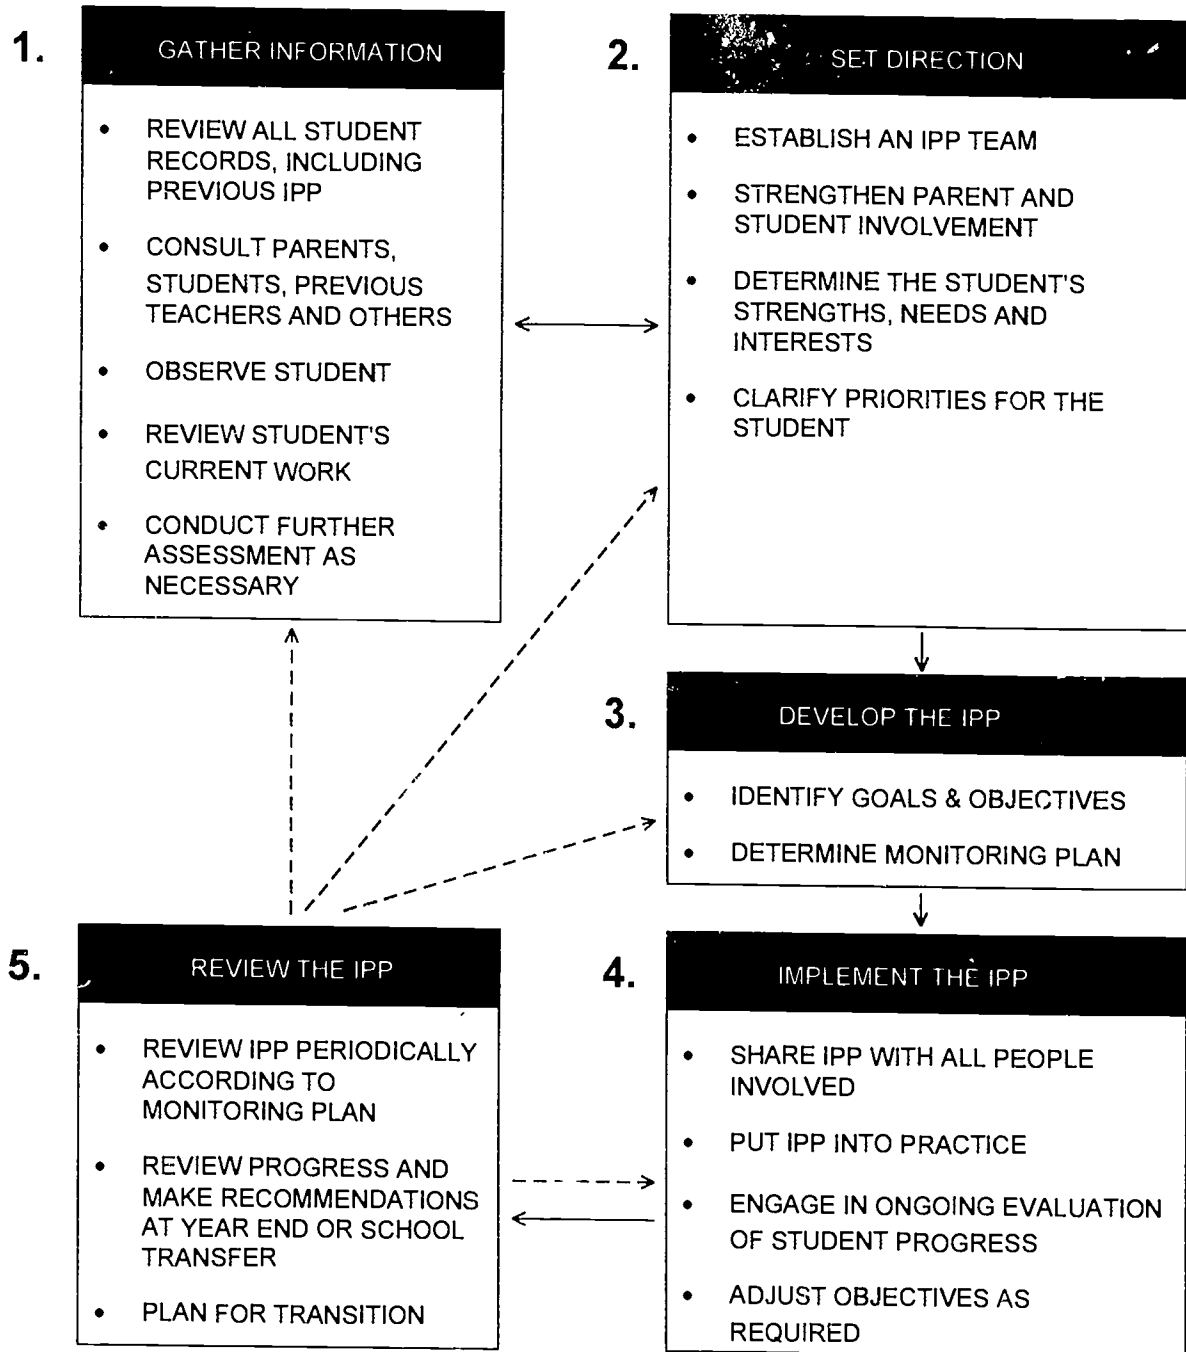 1.
GATHER INFORMATION
• REVIEW ALL STUDENT
RECORDS, INCLUDING
PREVIOUS IPP
• CONSULT PARENTS,
STUDENTS, PREVIOUS
TEACHERS AND OTHERS
• OBSERVE STUDENT
• REVIEW STUDENT'S
CURRENT WORK
• CONDUCT FURTHER
ASSESSMENT AS
NECESSARY
2.
SET DIRECTION
• ESTABLISH AN IPP TEAM
• STRENGTHEN PARENT AND
STUDENT INVOLVEMENT
• DETERMINE THE STUDENT'S
STRENGTHS, NEEDS AND
INTERESTS
• CLARIFY PRIORITIES FOR THE
STUDENT
3.
DEVELOP THE IPP
• IDENTIFY GOALS & OBJECTIVES
• DETERMINE MONITORING PLAN
4.
IMPLEMENT THE IPP
• SHARE IPP WITH ALL PEOPLE
INVOLVED
• PUT IPP INTO PRACTICE
• ENGAGE IN ONGOING EVALUATION
OF STUDENT PROGRESS
• ADJUST OBJECTIVES AS
REQUIRED
5.
REVIEW THE IPP
• REVIEW IPP PERIODICALLY
ACCORDING TO
MONITORING PLAN
• REVIEW PROGRESS AND
MAKE RECOMMENDATIONS
AT YEAR END OR SCHOOL
TRANSFER
• PLAN FOR TRANSITION